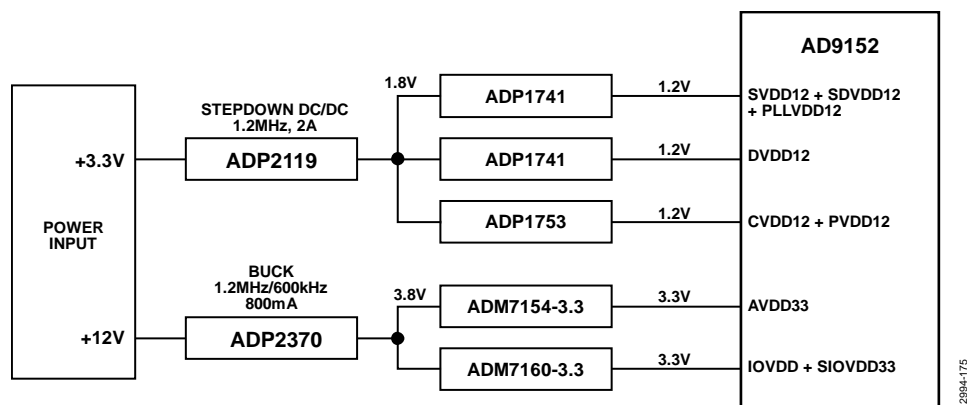 AD9152
POWER
INPUT
+3.3V
+12V
STEPDOWN DC/DC
1.2MHz, 2A
ADP2119
1.8V
ADP1741
1.2V
SVDD12 + SDVDD12
+ PLLVDD12
ADP1741
1.2V
DVDD12
ADP1753
1.2V
CVDD12 + PVDD12
BUCK
1.2MHz/600kHz
800mA
ADP2370
3.8V
ADM7154-3.3
3.3V
AVDD33
ADM7160-3.3
3.3V
IOVDD + SIOVDD33
2994-175